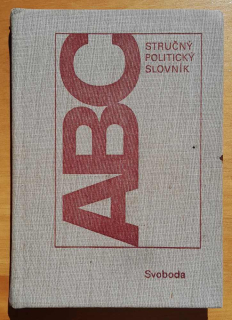 ABC
STRUČNÝ
POLITICKÝ
SLOVNÍK
Svoboda